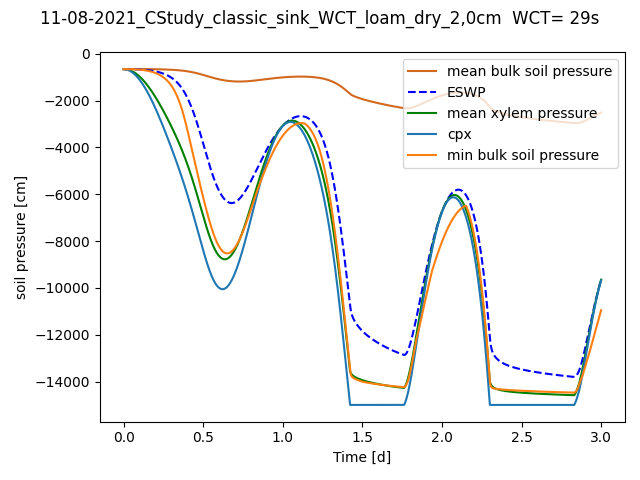 11-08-2021_CStudy_classic_sink_WCT_loam_dry_2,0cm  WCT= 29s
0
−2000
−4000
−6000
−8000
−10000
−12000
−14000
soil pressure [cm]
mean bulk soil pressure
ESWP
mean xylem pressure
cpx
min bulk soil pressure
0.0 0.5 1.0 1.5 2.0 2.5 3.0
Time [d]